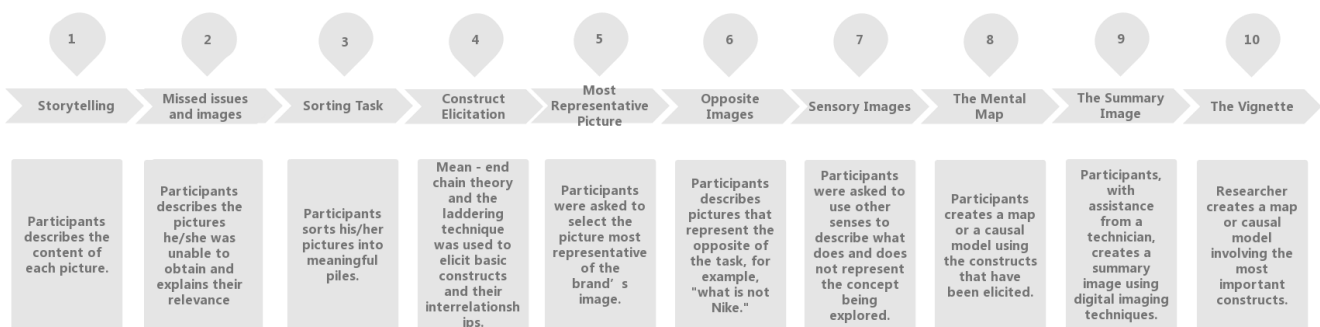 1
2
3
4
5
6
7
8
9
10
Storytelling
Missed issues
and images
Sorting Task
Construct
Elicitation
Most
Representative
Picture
Opposite
Images
Sensory Images
The Mental
Map
The Summary
Image
The Vignette
Participants
describes the
content of
each picture.
Participants
describes the
pictures
he/she was
unable to
obtain and
explains their
relevance
Participants
sorts his/her
pictures into
meaningful
piles.
Mean - end
chain theory
and the
laddering
technique
was used to
elicit basic
constructs
and their
interrelationsh
ips.
Participants
were asked to
select the
picture most
representative
of the
brand’ s
image.
Participants
describes
pictures that
represent the
opposite of
the task, for
example,
"what is not
Nike."
Participants
were asked to
use other
senses to
describe what
does and does
not represent
the concept
being
explored.
Participants
creates a map
or a causal
model using
the constructs
that have
been elicited.
Participants,
with
assistance
from a
technician,
creates a
summary
image using
digital imaging
techniques.
Researcher
creates a map
or causal
model
involving the
most
important
constructs.